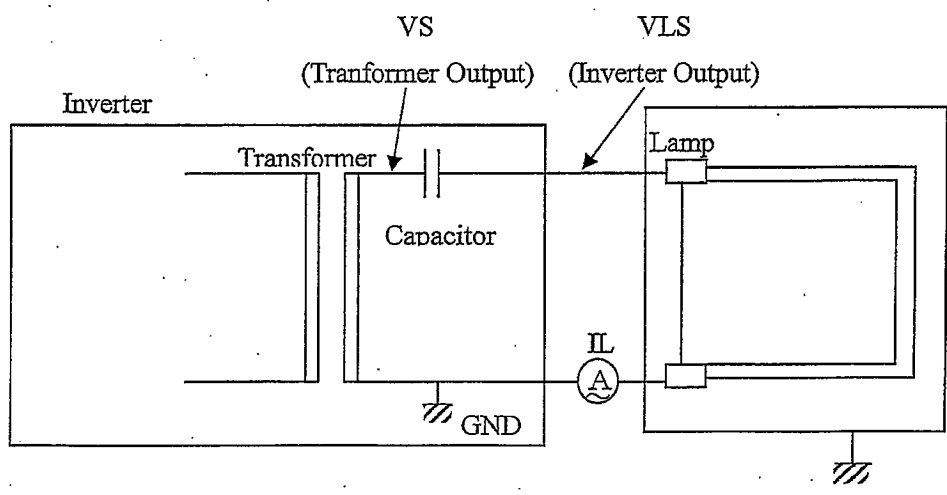 VS
(Tranformer Output)
VLS
(Inverter Output)
Inverter
Transformer
Lamp
Capacitor
IL
A
GND